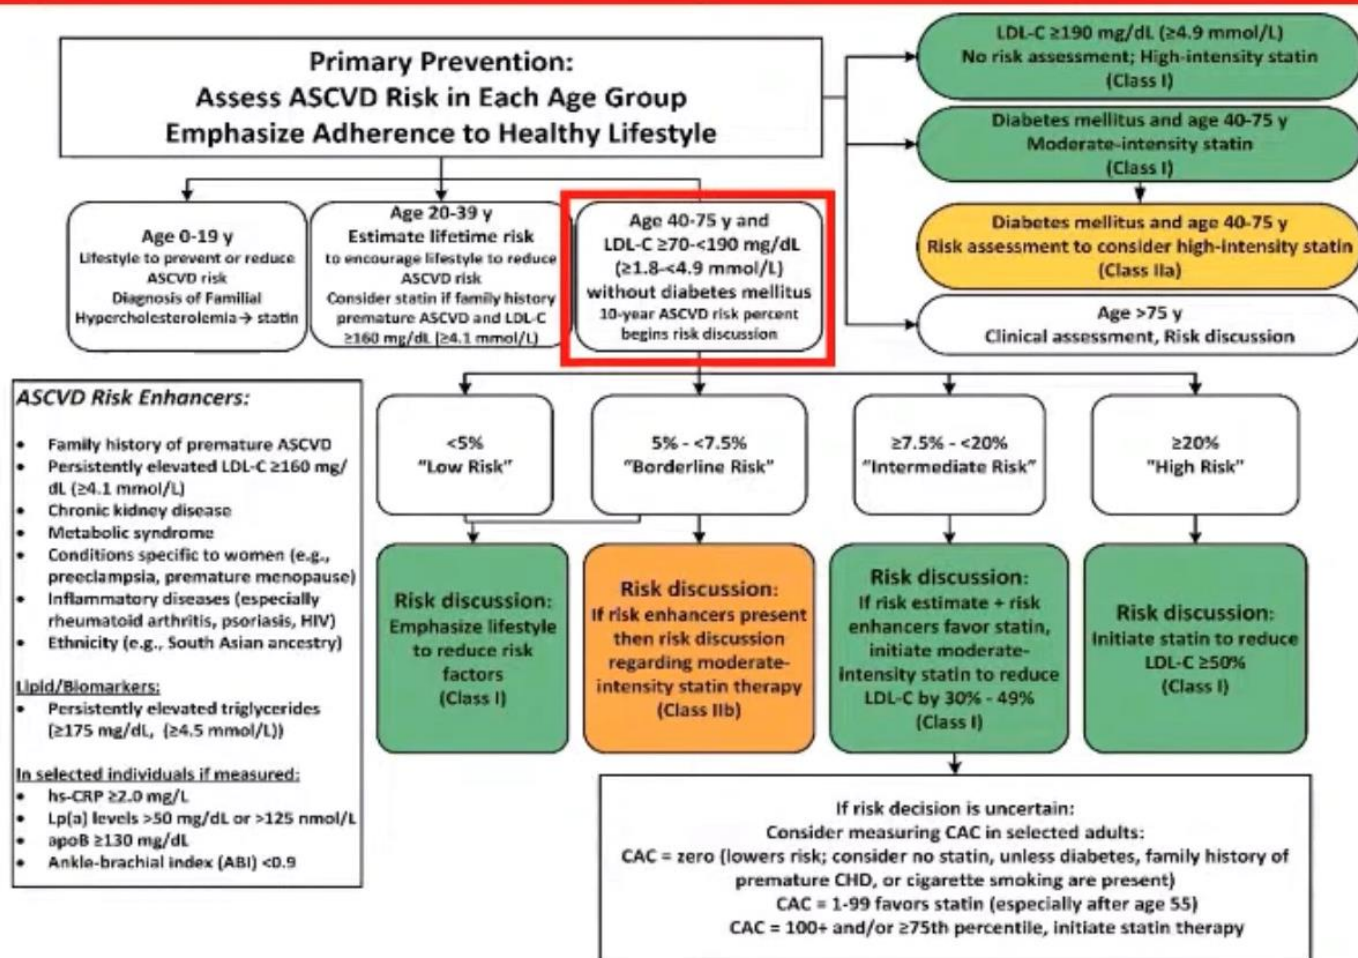 Primary Prevention:
Assess ASCVD Risk in Each Age Group
Emphasize Adherence to Healthy Lifestyle
LDL-C ≥190 mg/dL (≥4.9 mmol/L)
No risk assessment; High-intensity statin
(Class I)
Diabetes mellitus and age 40-75 y
Moderate-intensity statin
(Class I)
Diabetes mellitus and age 40-75 y
Risk assessment to consider high-intensity statin
(Class IIa)
Age >75 y
Clinical assessment, Risk discussion
Age 0-19 y
Lifestyle to prevent or reduce
ASCVD risk
Diagnosis of Familial
Hypercholesterolemia→ statin
Age 20-39 y
Estimate lifetime risk
to encourage lifestyle to reduce
ASCVD risk
Consider statin if family history
premature ASCVD and LDL-C
≥160 mg/dL (≥4.1 mmol/L)
Age 40-75 y and
LDL-C ≥70-<190 mg/dL
(≥1.8-<4.9 mmol/L)
without diabetes mellitus
10-year ASCVD risk percent
begins risk discussion
ASCVD Risk Enhancers:
• Family history of premature ASCVD
• Persistently elevated LDL-C ≥160 mg/
dL (≥4.1 mmol/L)
• Chronic kidney disease
• Metabolic syndrome
• Conditions specific to women (e.g.,
preeclampsia, premature menopause)
• Inflammatory diseases (especially
rheumatoid arthritis, psoriasis, HIV)
• Ethnicity (e.g., South Asian ancestry)
Lipid/Biomarkers:
• Persistently elevated triglycerides
(≥175 mg/dL, (≥4.5 mmol/L))
In selected individuals if measured:
• hs-CRP ≥2.0 mg/L
• Lp(a) levels >50 mg/dL or >125 nmol/L
• apoB ≥130 mg/dL
• Ankle-brachial index (ABI) <0.9
<5%
"Low Risk"
5% - <7.5%
"Borderline Risk"
≥7.5% - <20%
"Intermediate Risk"
≥20%
"High Risk"
Risk discussion:
Emphasize lifestyle
to reduce risk
factors
(Class I)
Risk discussion:
If risk enhancers present
then risk discussion
regarding moderate-
intensity statin therapy
(Class IIb)
Risk discussion:
If risk estimate + risk
enhancers favor statin,
initiate moderate-
intensity statin to reduce
LDL-C by 30% - 49%
(Class I)
Risk discussion:
Initiate statin to reduce
LDL-C ≥50%
(Class I)
If risk decision is uncertain:
Consider measuring CAC in selected adults:
CAC = zero (lowers risk; consider no statin, unless diabetes, family history of
premature CHD, or cigarette smoking are present)
CAC = 1-99 favors statin (especially after age 55)
CAC = 100+ and/or ≥75th percentile, initiate statin therapy